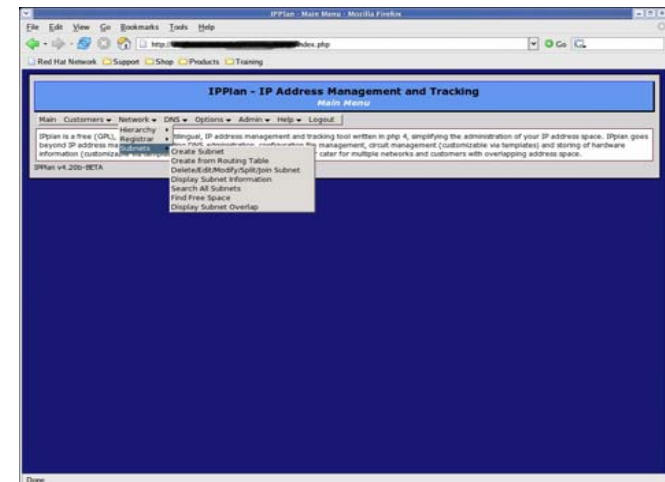 IPPlan - Main Menu - Mozilla Firefox
File Edit View Go Bookmarks Tools Help
http:// index.php
Go
Red Hat Network Support Shop Products Training
IPPlan - IP Address Management and Tracking
Main Menu
Main Customers Network DNS Options Admin Help Logout
IPplan is a free (GPL), tilingual, IP address management and tracking tool written in php 4, simplifying the administration of your IP address space. IPplan goes
beyond IP address ma DNS administration, configuration file management, circuit management (customizable via templates) and storing of hardware
information (customizable via templ cater for multiple networks and customers with overlapping address space.
IPPlan v4.20b-BETA
Hierarchy
Registrar
Subnets
Create Subnet
Create from Routing Table
Delete/Edit/Modify/Split/Join Subnet
Display Subnet Information
Search All Subnets
Find Free Space
Display Subnet Overlap
Done